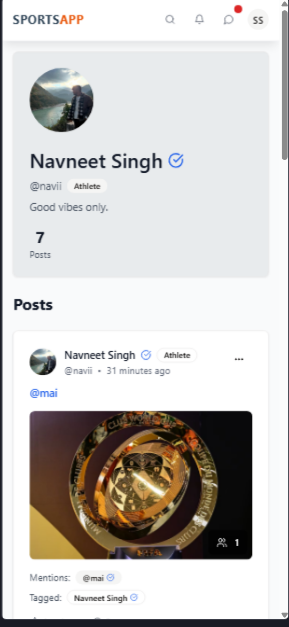 SPORTSAPP
SS
Navneet Singh
@navii Athlete
Good vibes only.
7
Posts
Posts
Navneet Singh Athlete
@navii • 31 minutes ago
@mai
1
Mentions: @mai
Tagged: Navneet Singh